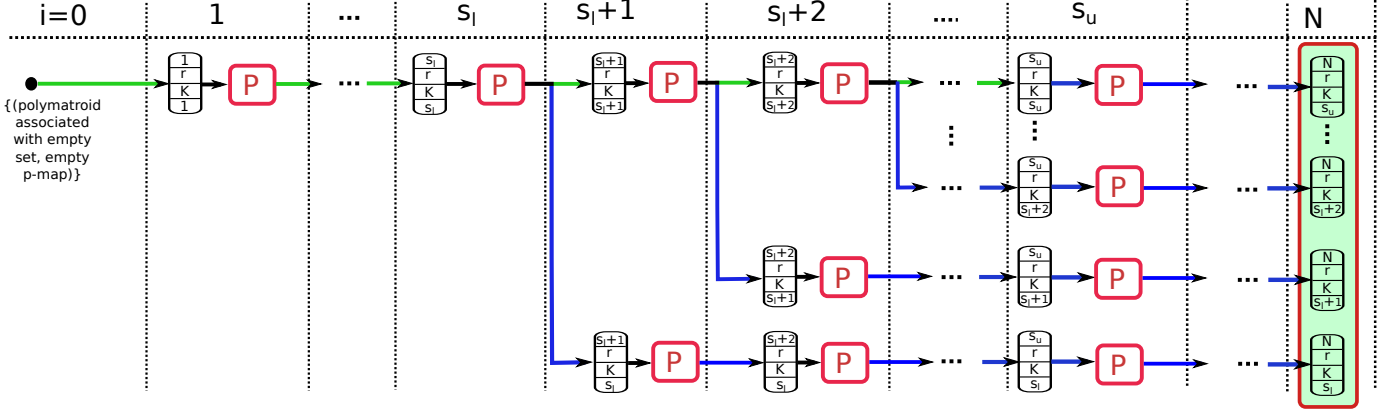 i=0 1 ... s_l s_l+1 s_l+2 .... s_u N
1
r
K
1
P
...
s_l
r
K
s_l
P
s_l+1
r
K
s_l+1
P
s_l+2
r
K
s_l+2
P
...
s_u
r
K
s_u
P
...
N
r
K
s_u
{(polymatroid
associated
with empty
set, empty
p-map)}
...
...
...
...
s_u
r
K
s_l+2
P
...
N
r
K
s_l+2
s_l+2
r
K
s_l+1
P
...
s_u
r
K
s_l+1
P
...
N
r
K
s_l+1
s_l+1
r
K
s_l
P
s_l+2
r
K
s_l
P
...
s_u
r
K
s_l
P
...
N
r
K
s_l